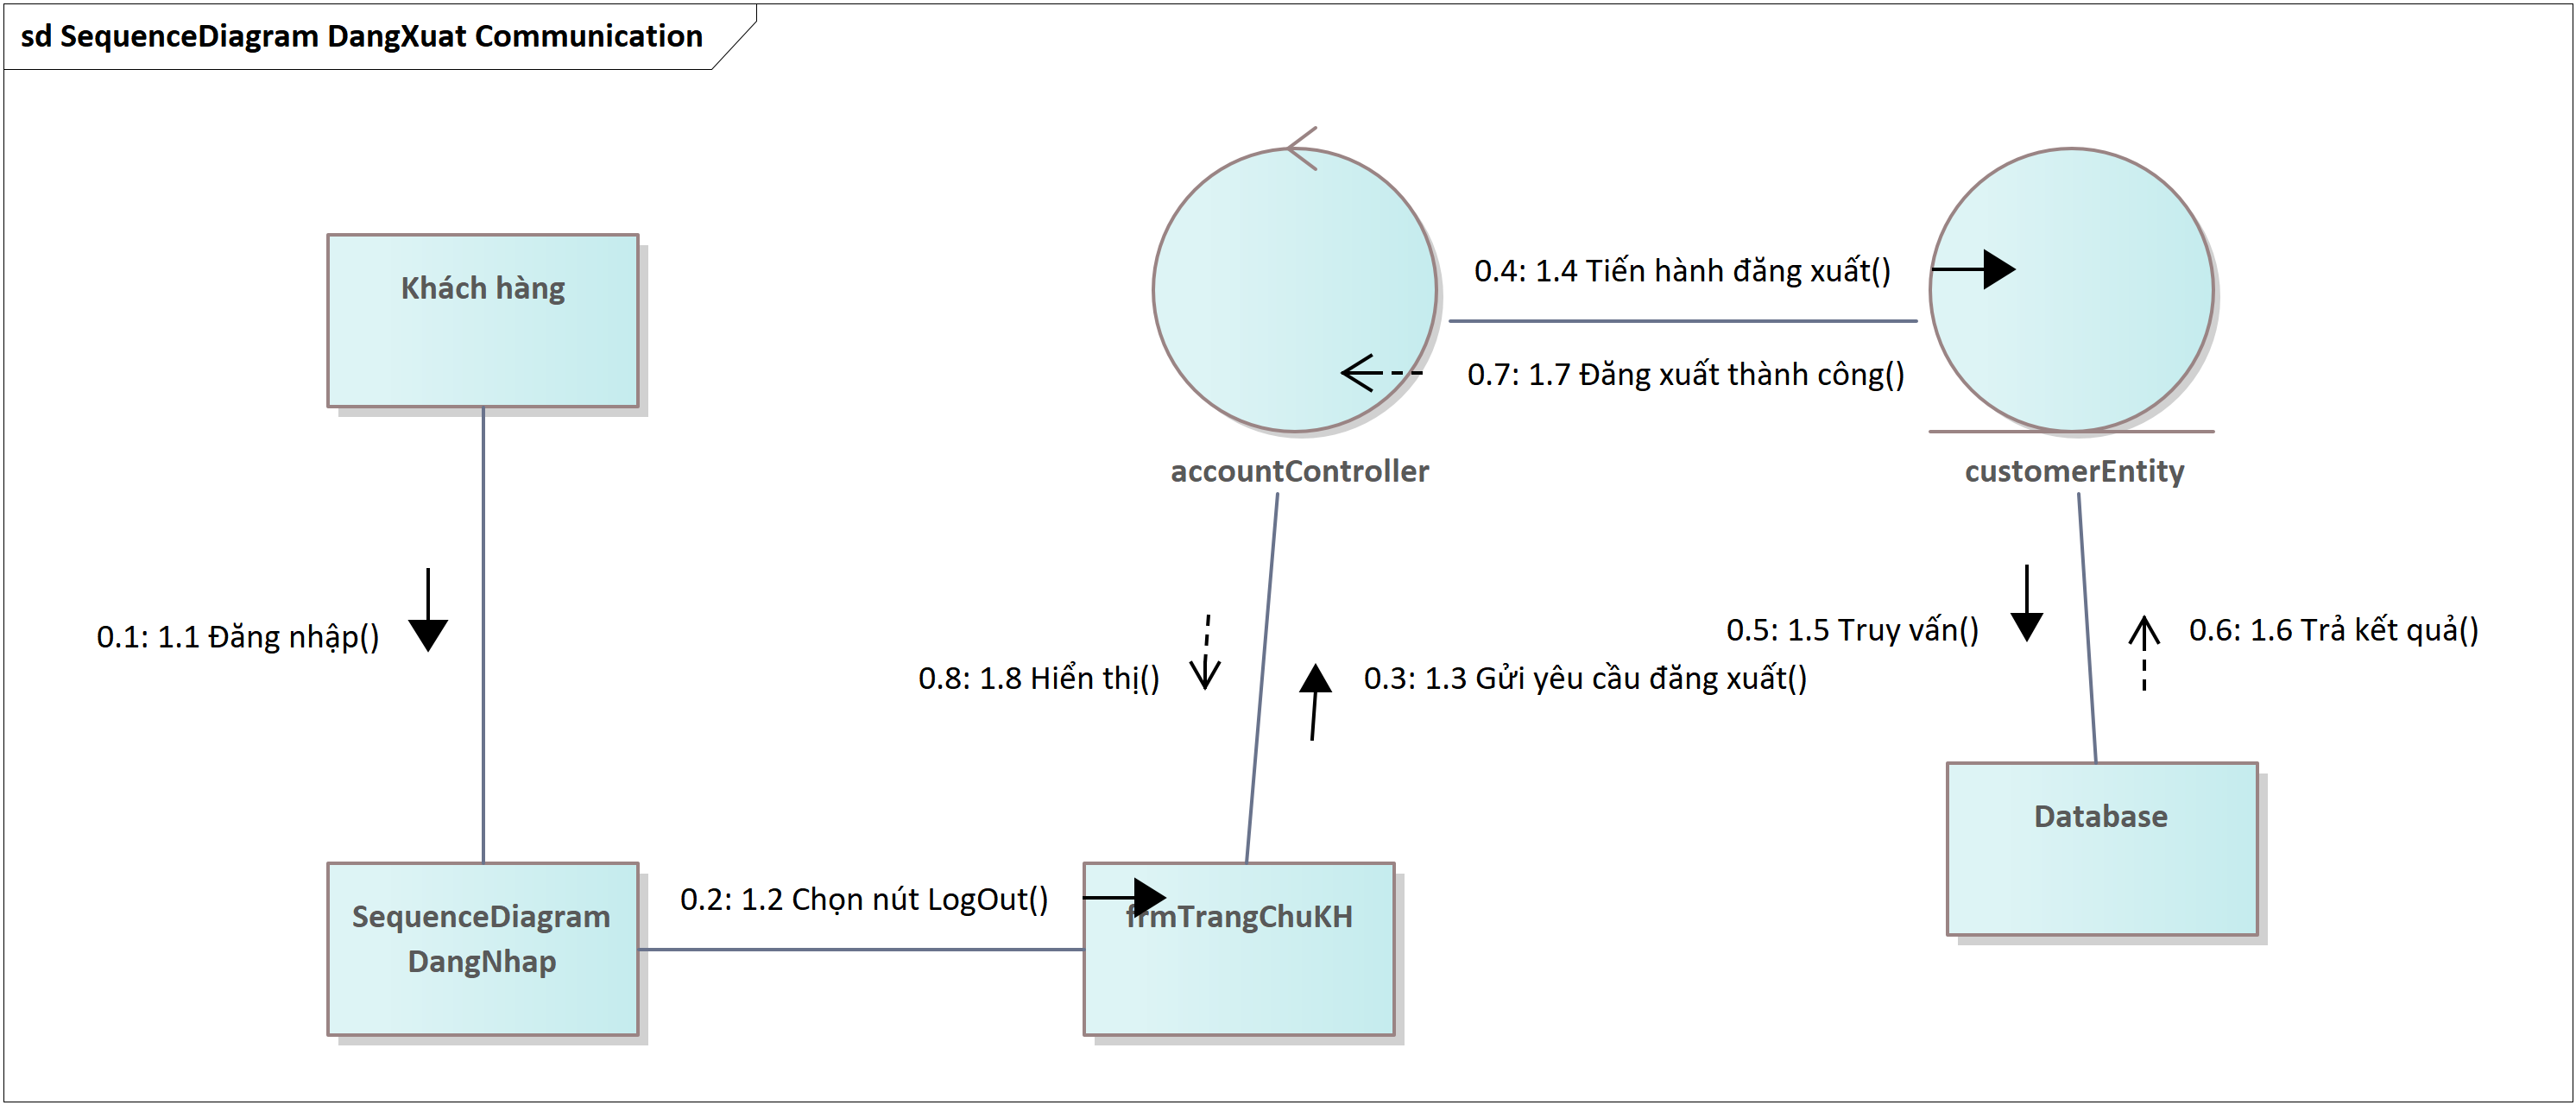 sd SequenceDiagram DangXuat Communication
Khách hàng
0.4: 1.4 Tiến hành đăng xuất()
0.7: 1.7 Đăng xuất thành công()
accountController
customerEntity
0.1: 1.1 Đăng nhập()
0.8: 1.8 Hiển thị()
0.3: 1.3 Gửi yêu cầu đăng xuất()
0.5: 1.5 Truy vấn()
0.6: 1.6 Trả kết quả()
Database
SequenceDiagram
DangNhap
0.2: 1.2 Chọn nút LogOut()
frmTrangChuKH